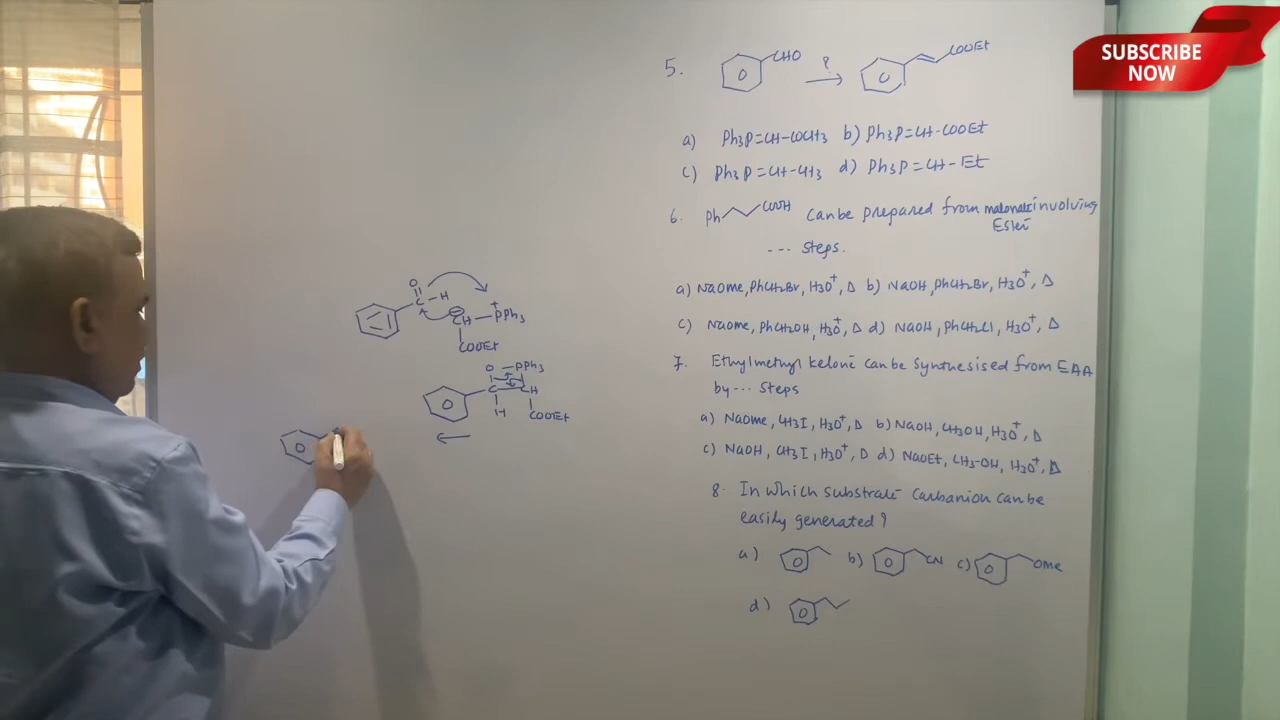 SUBSCRIBE
NOW
5. CHO ? COOEt
a) Ph3P=CH-COCH3 b) Ph3P=CH-COOEt
c) Ph3P=CH-CH3 d) Ph3P=CH-Et
6. Ph COOH Can be prepared from malonate involving
Ester
--- Steps.
a) NaOMe, PhCH2Br, H3O+, Δ b) NaOH, PhCH2Br, H3O+, Δ
c) NaOMe, PhCH2OH, H3O+, Δ d) NaOH, PhCH2Cl, H3O+, Δ
7. Ethylmethyl ketone can be synthesised from EAA
by --- Steps
a) NaOMe, CH3I, H3O+, Δ b) NaOH, CH3OH, H3O+, Δ
c) NaOH, CH3I, H3O+, Δ d) NaOEt, CH3-OH, H3O+, Δ
8. In which substrate Carbanion can be
easily generated?
a) b) CN c) OMe
d)
O
C - H
⊖CH - +PPh3
COOEt
O - PPh3
C CH
H COOEt